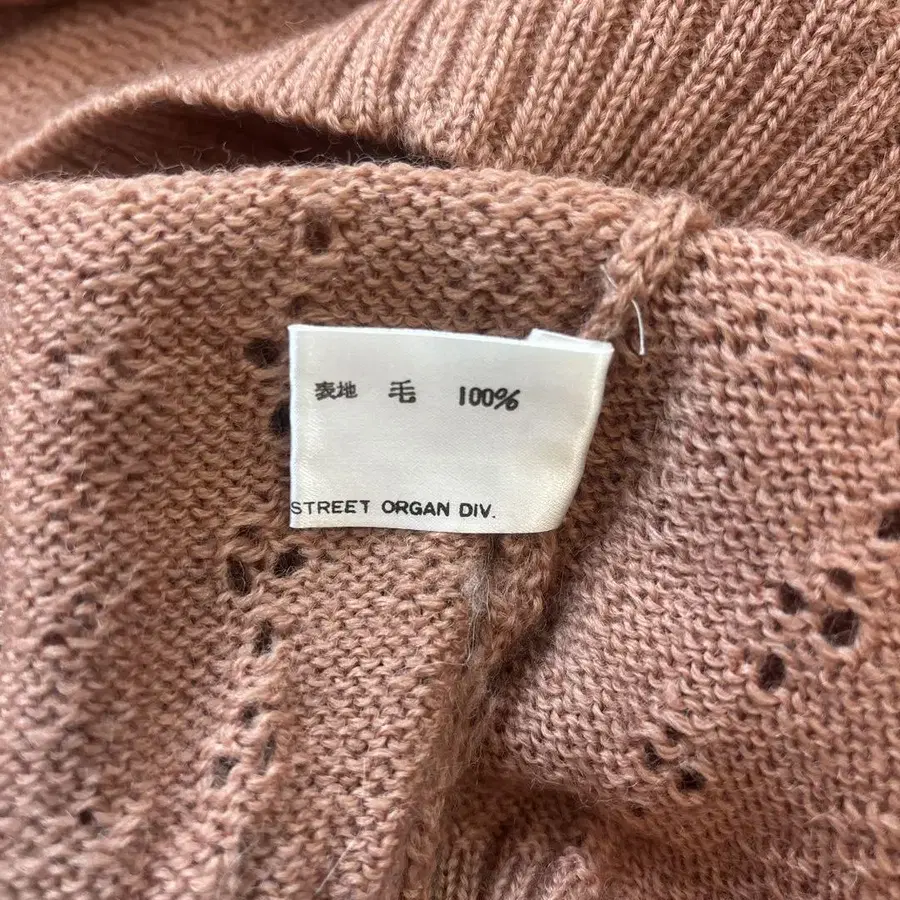 表地 毛 100%
STREET ORGAN DIV.